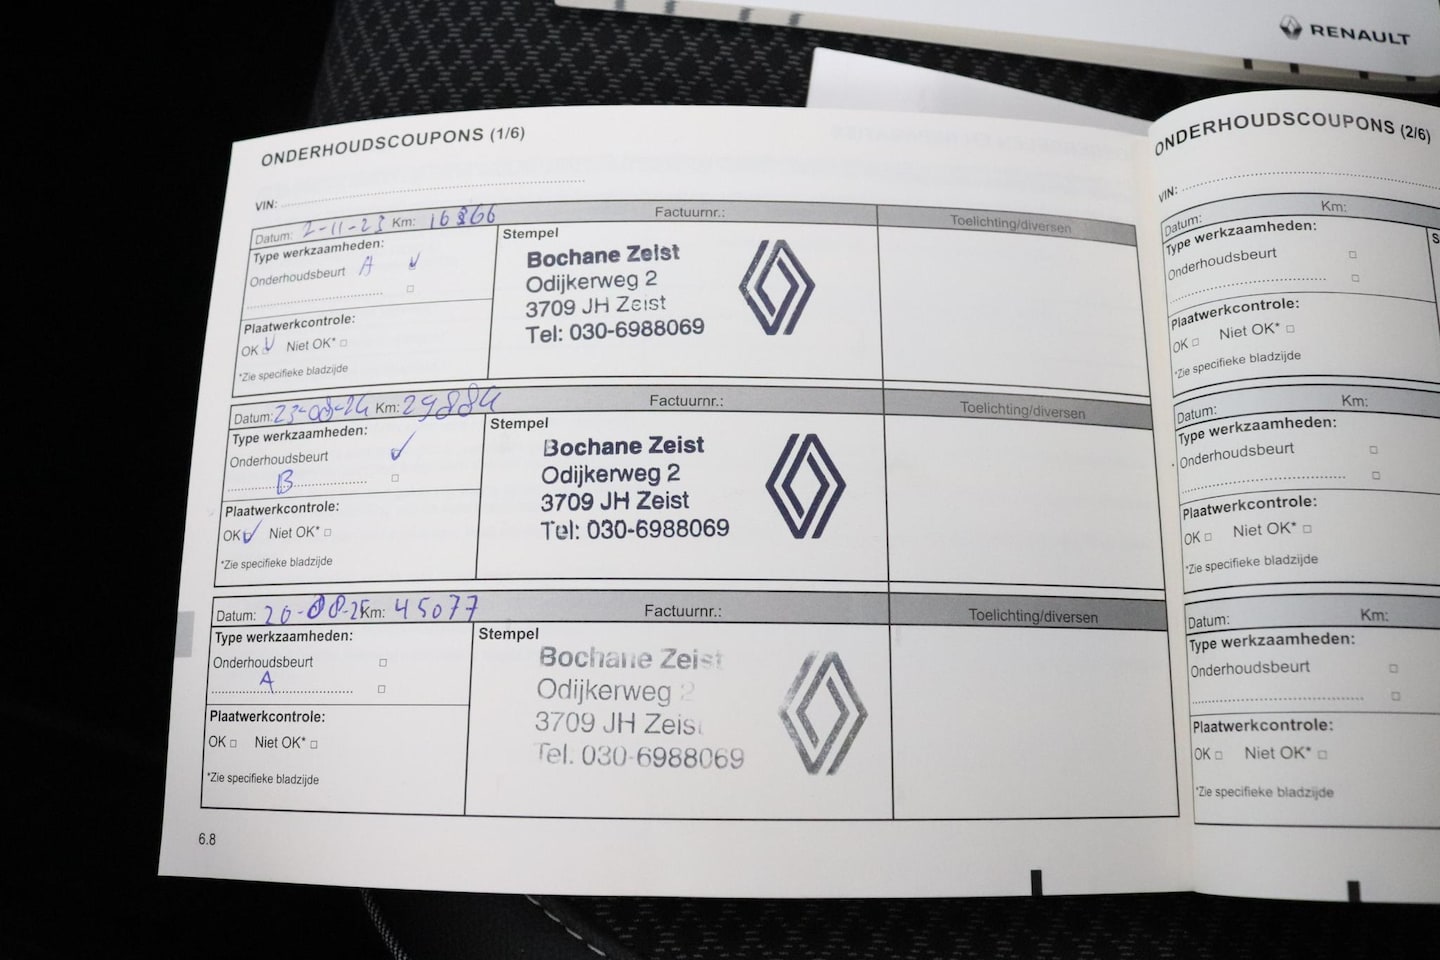 RENAULT
ONDERHOUDSCOUPONS (1/6)
VIN:
Datum: 2-11-23 Km: 16366 Factuurnr.: Toelichting/diversen
Type werkzaamheden:
Onderhoudsbeurt A
Plaatwerkcontrole:
OK Niet OK*
*Zie specifieke bladzijde
Stempel
Bochane Zeist
Odijkerweg 2
3709 JH Zeist
Tel: 030-6988069
Datum: 23-08-24 Km: 29884 Factuurnr.: Toelichting/diversen
Type werkzaamheden:
Onderhoudsbeurt
B
Plaatwerkcontrole:
OK Niet OK*
*Zie specifieke bladzijde
Stempel
Bochane Zeist
Odijkerweg 2
3709 JH Zeist
Tel: 030-6988069
Datum: 20-08-25 Km: 45077 Factuurnr.: Toelichting/diversen
Type werkzaamheden:
Onderhoudsbeurt
A
Plaatwerkcontrole:
OK Niet OK*
*Zie specifieke bladzijde
Stempel
Bochane Zeist
Odijkerweg 2
3709 JH Zeist
Tel. 030-6988069
6.8
ONDERHOUDSCOUPONS (2/6)
VIN:
Datum: Km:
Type werkzaamheden:
Onderhoudsbeurt
Plaatwerkcontrole:
OK Niet OK*
*Zie specifieke bladzijde
Datum: Km:
Type werkzaamheden:
Onderhoudsbeurt
Plaatwerkcontrole:
OK Niet OK*
*Zie specifieke bladzijde
Datum: Km:
Type werkzaamheden:
Onderhoudsbeurt
Plaatwerkcontrole:
OK Niet OK*
*Zie specifieke bladzijde